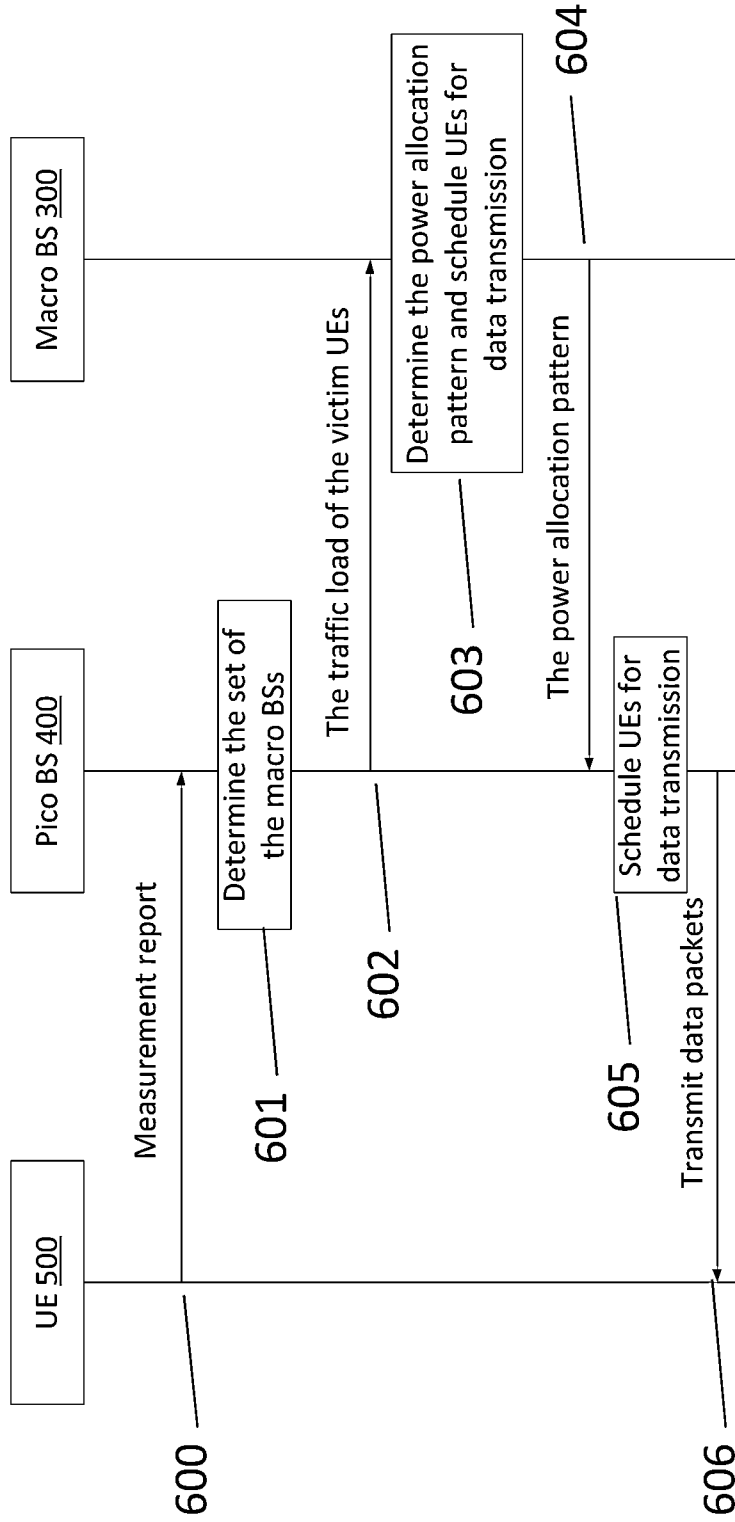 UE 500
Pico BS 400
Macro BS 300
600
Measurement report
601
Determine the set of
the macro BSs
602
The traffic load of the victim UEs
603
Determine the power allocation
pattern and schedule UEs for
data transmission
604
The power allocation pattern
605
Schedule UEs for
data transmission
606
Transmit data packets